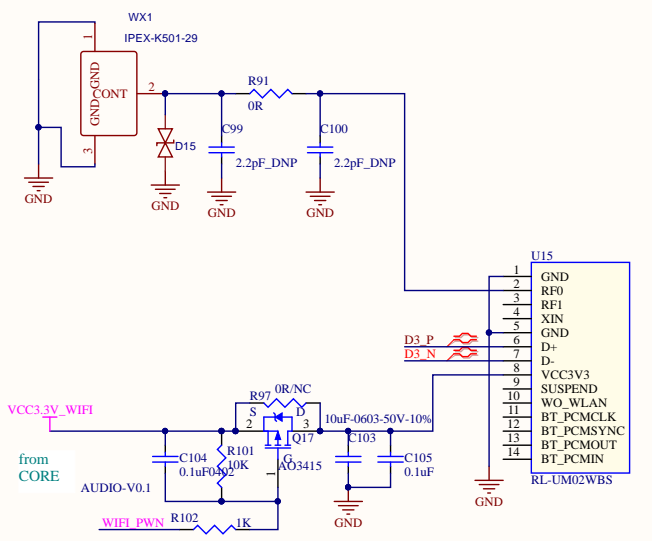 WX1
IPEX-K501-29
1
GND
GND
CONT
2
3
GND
D15
GND
R91
0R
C99
2.2pF_DNP
GND
C100
2.2pF_DNP
GND
U15
1 GND
2 RF0
3 RF1
4 XIN
5 GND
6 D+
7 D-
8 VCC3V3
9 SUSPEND
10 WO_WLAN
11 BT_PCMCLK
12 BT_PCMSYNC
13 BT_PCMOUT
14 BT_PCMIN
RL-UM02WBS
D3_P
D3_N
GND
VCC3.3V_WIFI
R97 0R/NC
S D
2 3
Q17
G
1
AO3415
10uF-0603-50V-10%
C103
C105
0.1uF
GND
C104
0.1uF0402
R101
10K
from
CORE
AUDIO-V0.1
WIFI_PWN
R102
1K